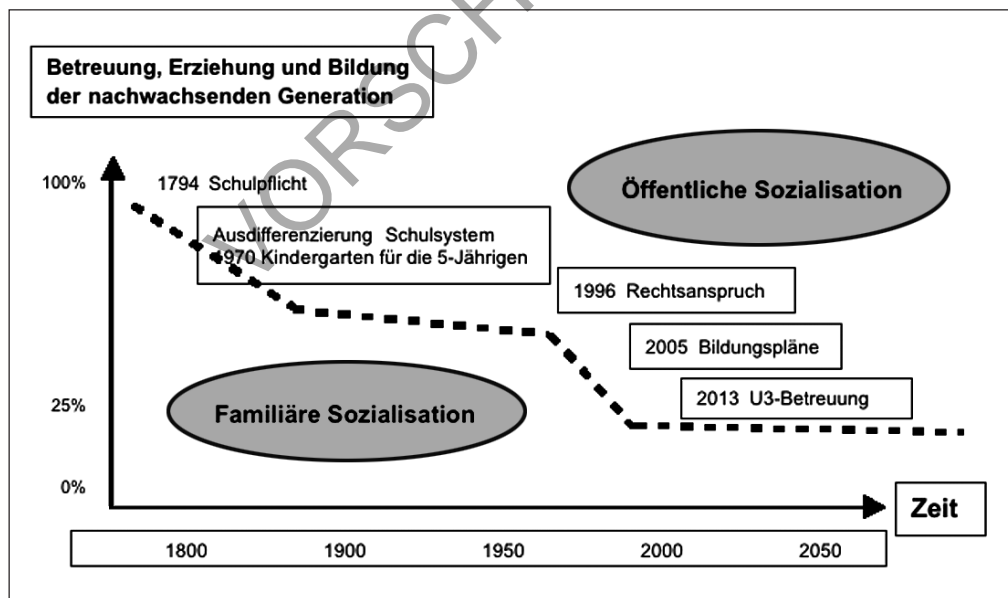 Betreuung, Erziehung und Bildung
der nachwachsenden Generation
VORSCH
100%
1794 Schulpflicht
Öffentliche Sozialisation
Ausdifferenzierung Schulsystem
1970 Kindergarten für die 5-Jährigen
1996 Rechtsanspruch
2005 Bildungspläne
2013 U3-Betreuung
25%
Familiäre Sozialisation
0%
Zeit
1800 1900 1950 2000 2050